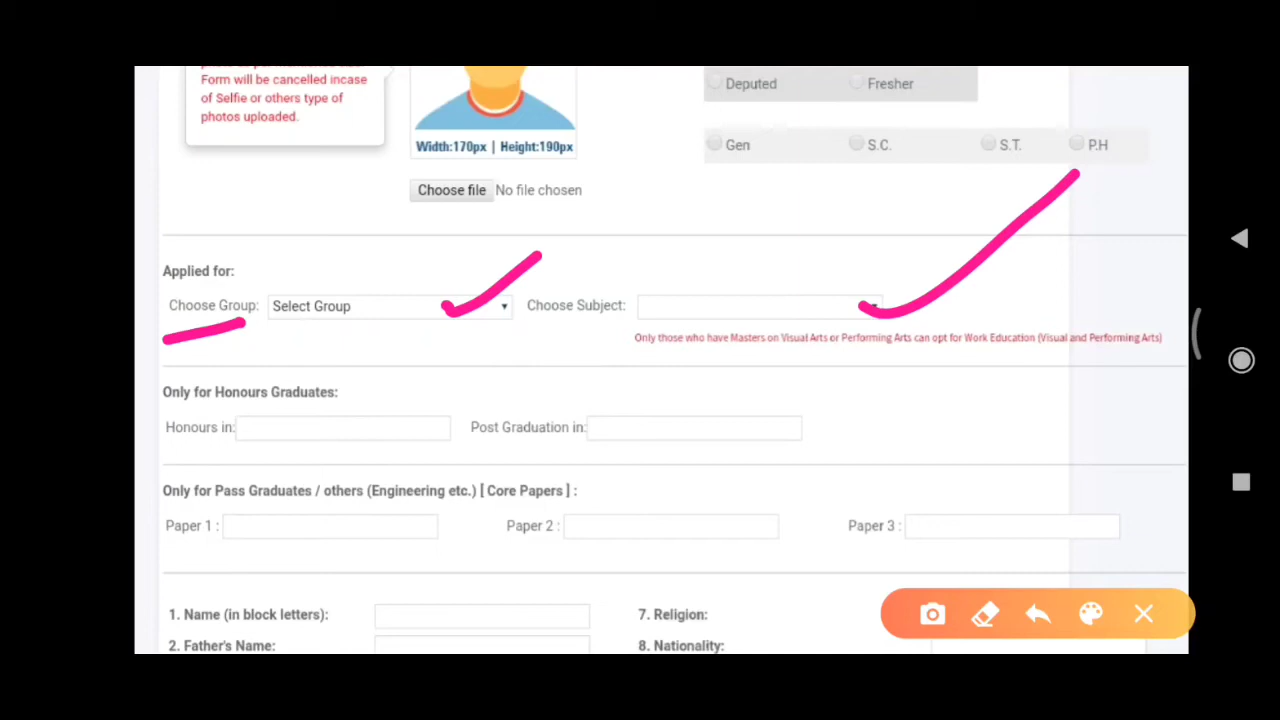 Form will be cancelled incase
of Selfie or others type of
photos uploaded.
Width:170px | Height:190px
Choose file No file chosen
Deputed Fresher
Gen S.C. S.T. P.H
Applied for:
Choose Group: Select Group Choose Subject:
Only those who have Masters on Visual Arts or Performing Arts can opt for Work Education (Visual and Performing Arts)
Only for Honours Graduates:
Honours in: Post Graduation in:
Only for Pass Graduates / others (Engineering etc.) [ Core Papers ] :
Paper 1 : Paper 2 : Paper 3 :
1. Name (in block letters): 7. Religion:
2. Father's Name: 8. Nationality: